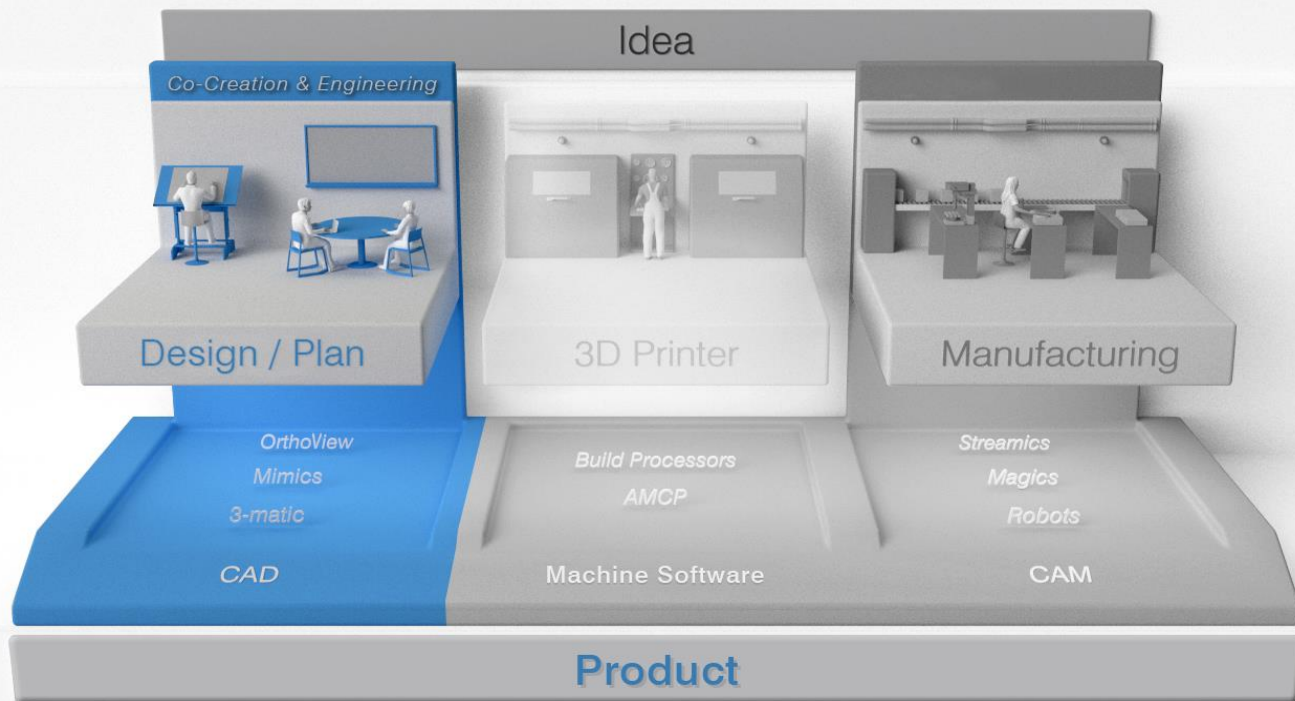 Idea
Co-Creation & Engineering
Design / Plan
3D Printer
Manufacturing
OrthoView
Mimics
3-matic
CAD
Build Processors
AMCP
Machine Software
Streamics
Magics
Robots
CAM
Product